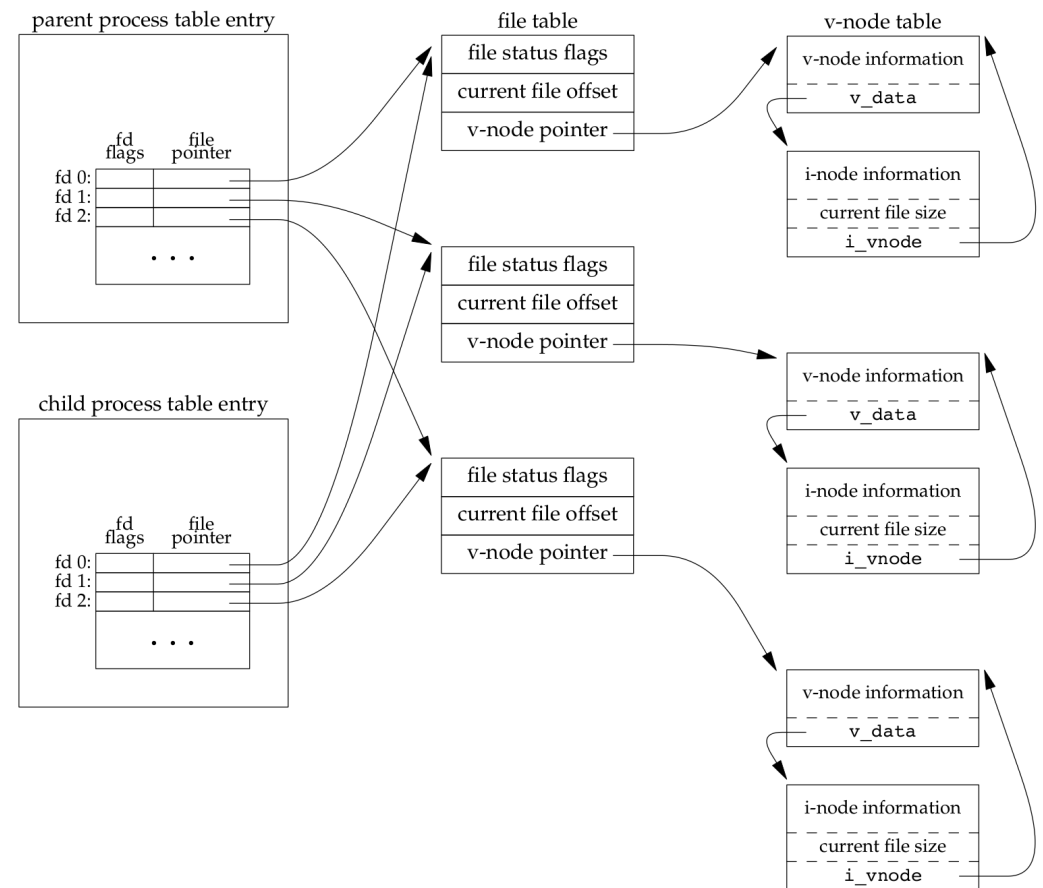 parent process table entry
fd
flags
file
pointer
fd 0:
fd 1:
fd 2:
. . .
child process table entry
fd
flags
file
pointer
fd 0:
fd 1:
fd 2:
. . .
file table
file status flags
current file offset
v-node pointer
file status flags
current file offset
v-node pointer
file status flags
current file offset
v-node pointer
v-node table
v-node information
v_data
i-node information
current file size
i_vnode
v-node information
v_data
i-node information
current file size
i_vnode
v-node information
v_data
i-node information
current file size
i_vnode